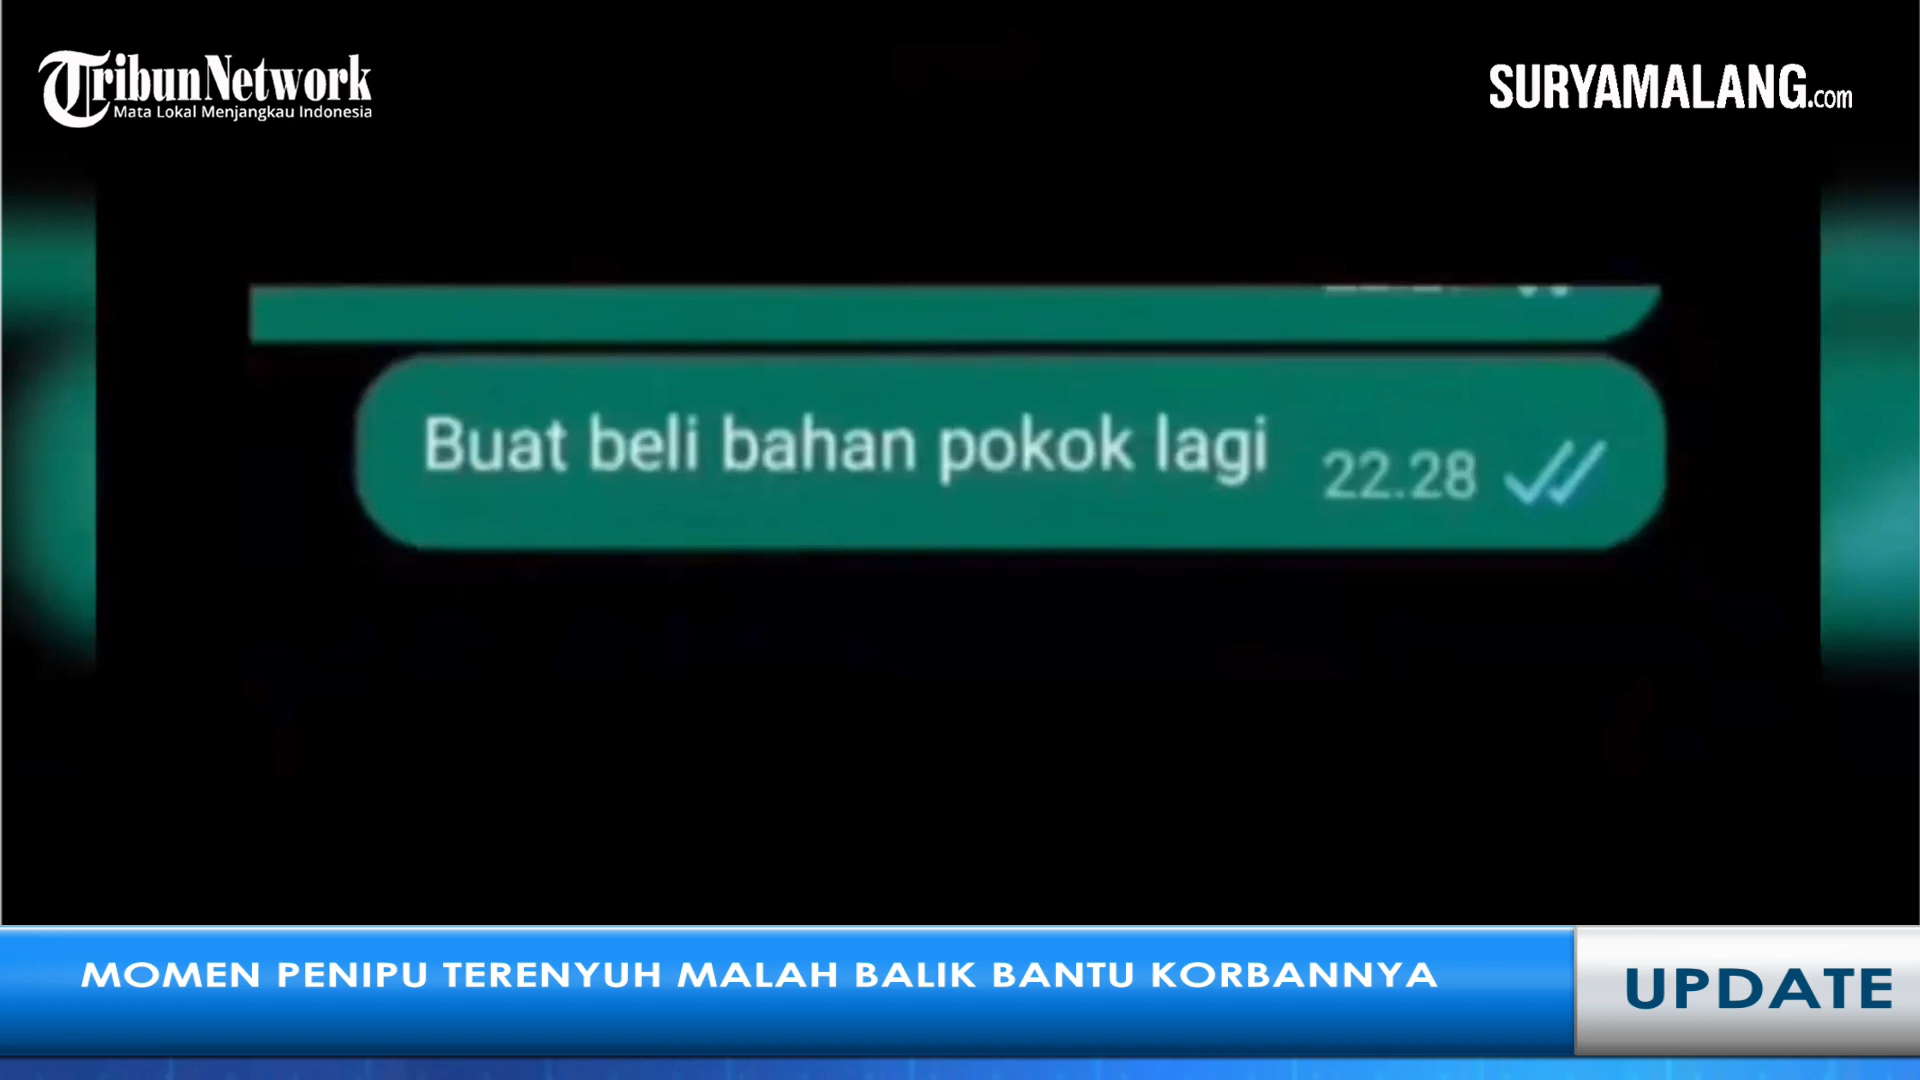 TribunNetwork
Mata Lokal Menjangkau Indonesia
SURYAMALANG.com
Buat beli bahan pokok lagi
22.28
MOMEN PENIPU TERENYUH MALAH BALIK BANTU KORBANNYA
UPDATE